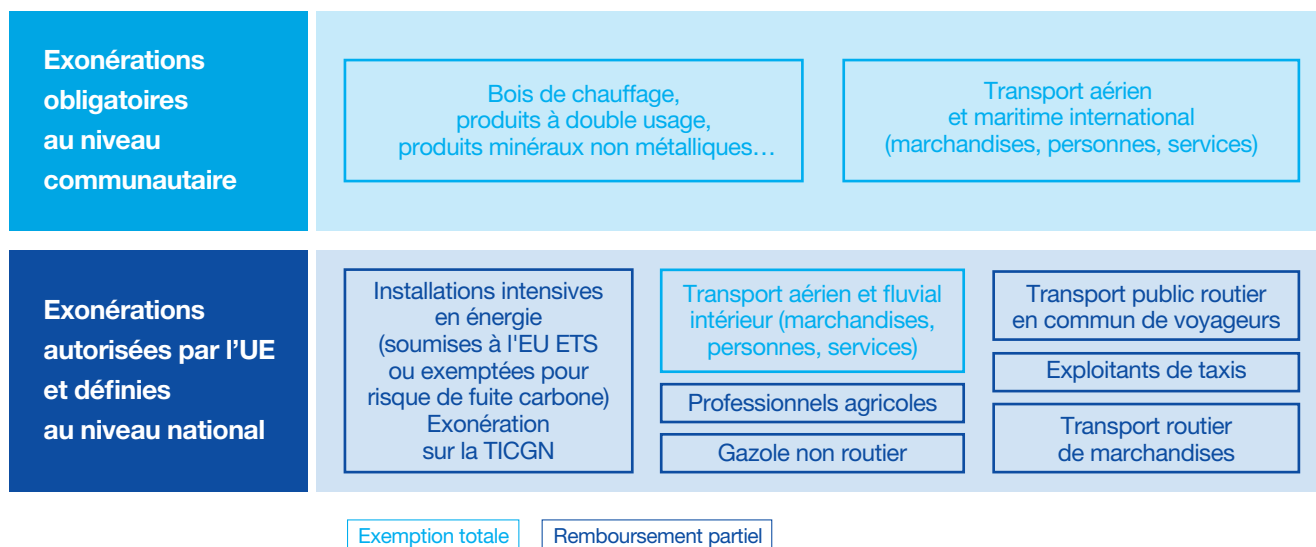 Exonérations
obligatoires
au niveau
communautaire
Bois de chauffage,
produits à double usage,
produits minéraux non métalliques…
Transport aérien
et maritime international
(marchandises, personnes, services)
Exonérations
autorisées par l’UE
et définies
au niveau national
Installations intensives
en énergie
(soumises à l'EU ETS
ou exemptées pour
risque de fuite carbone)
Exonération
sur la TICGN
Transport aérien et fluvial
intérieur (marchandises,
personnes, services)
Professionnels agricoles
Gazole non routier
Transport public routier
en commun de voyageurs
Exploitants de taxis
Transport routier
de marchandises
Exemption totale
Remboursement partiel